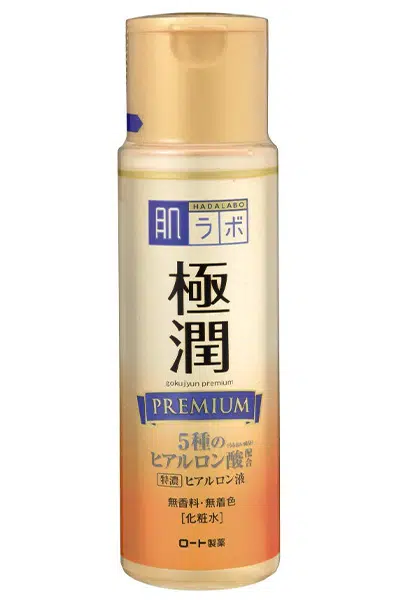 HADALABO
肌ラボ
極潤
gokujyun premium
PREMIUM
5種の
ヒアルロン酸配合
特濃 ヒアルロン液
無香料・無着色
[化粧水]
ロート製薬